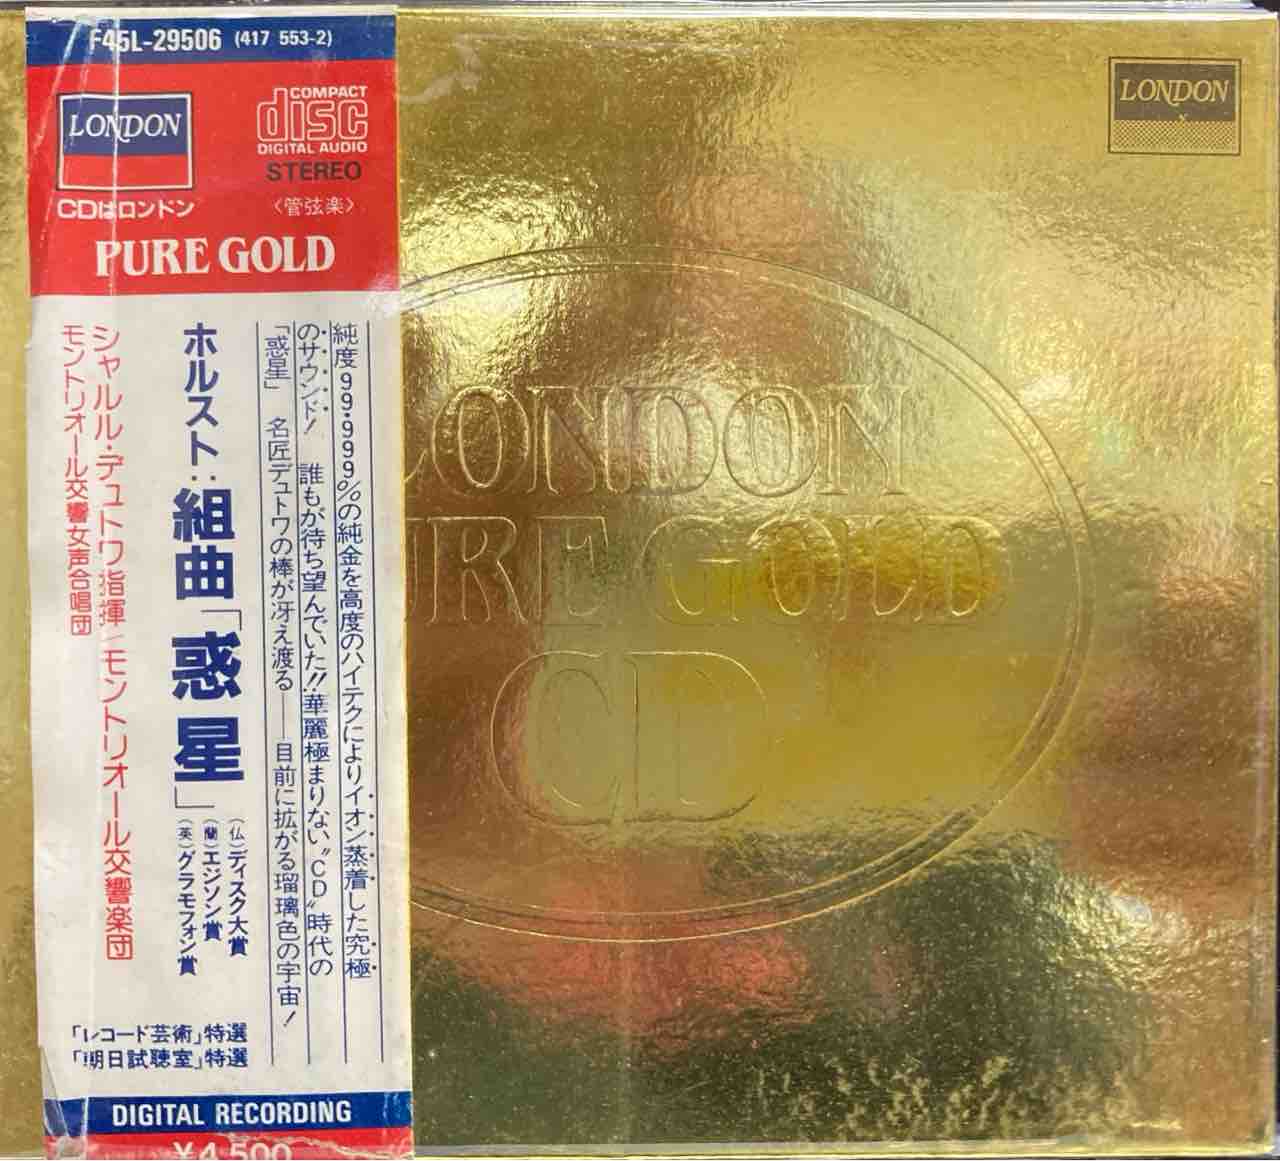 F45L-29506 (417 553-2)
LONDON
COMPACT
disc
DIGITAL AUDIO
STEREO
CDはロンドン
〈管弦楽〉
PURE GOLD
純度99.999%の純金を高度のハイテクによりイオン蒸着した究極
のサウンド! 誰もが待ち望んでいた!!華麗極まりない"CD"時代の
「惑星」 名匠デュトワの棒が冴え渡る——目前に拡がる瑠璃色の宇宙!
ホルスト:組曲「惑星」
(仏)ディスク大賞
(蘭)エジソン賞
(英)グラモフォン賞
シャルル・デュトワ指揮/モントリオール交響楽団
モントリオール交響女声合唱団
「レコード芸術」特選
「朝日試聴室」特選
DIGITAL RECORDING
¥4,500
LONDON
LONDON
PURE GOLD
CD